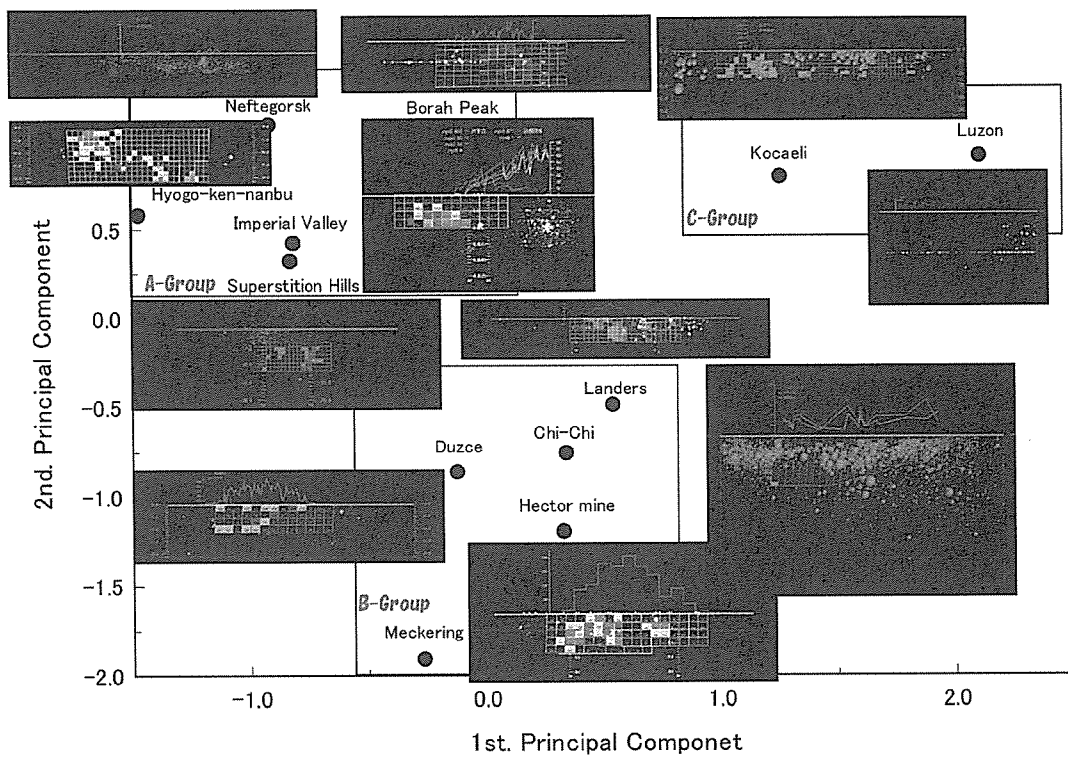 Neftegorsk
Borah Peak
Luzon
Kocaeli
Hyogo-ken-nanbu
C-Group
Imperial Valley
0.5
A-Group
Superstition Hills
0.0
2nd. Principal Component
Landers
-0.5
Chi-Chi
Duzce
-1.0
Hector mine
-1.5
B-Group
Meckering
-2.0
-1.0
0.0
1.0
2.0
1st. Principal Componet